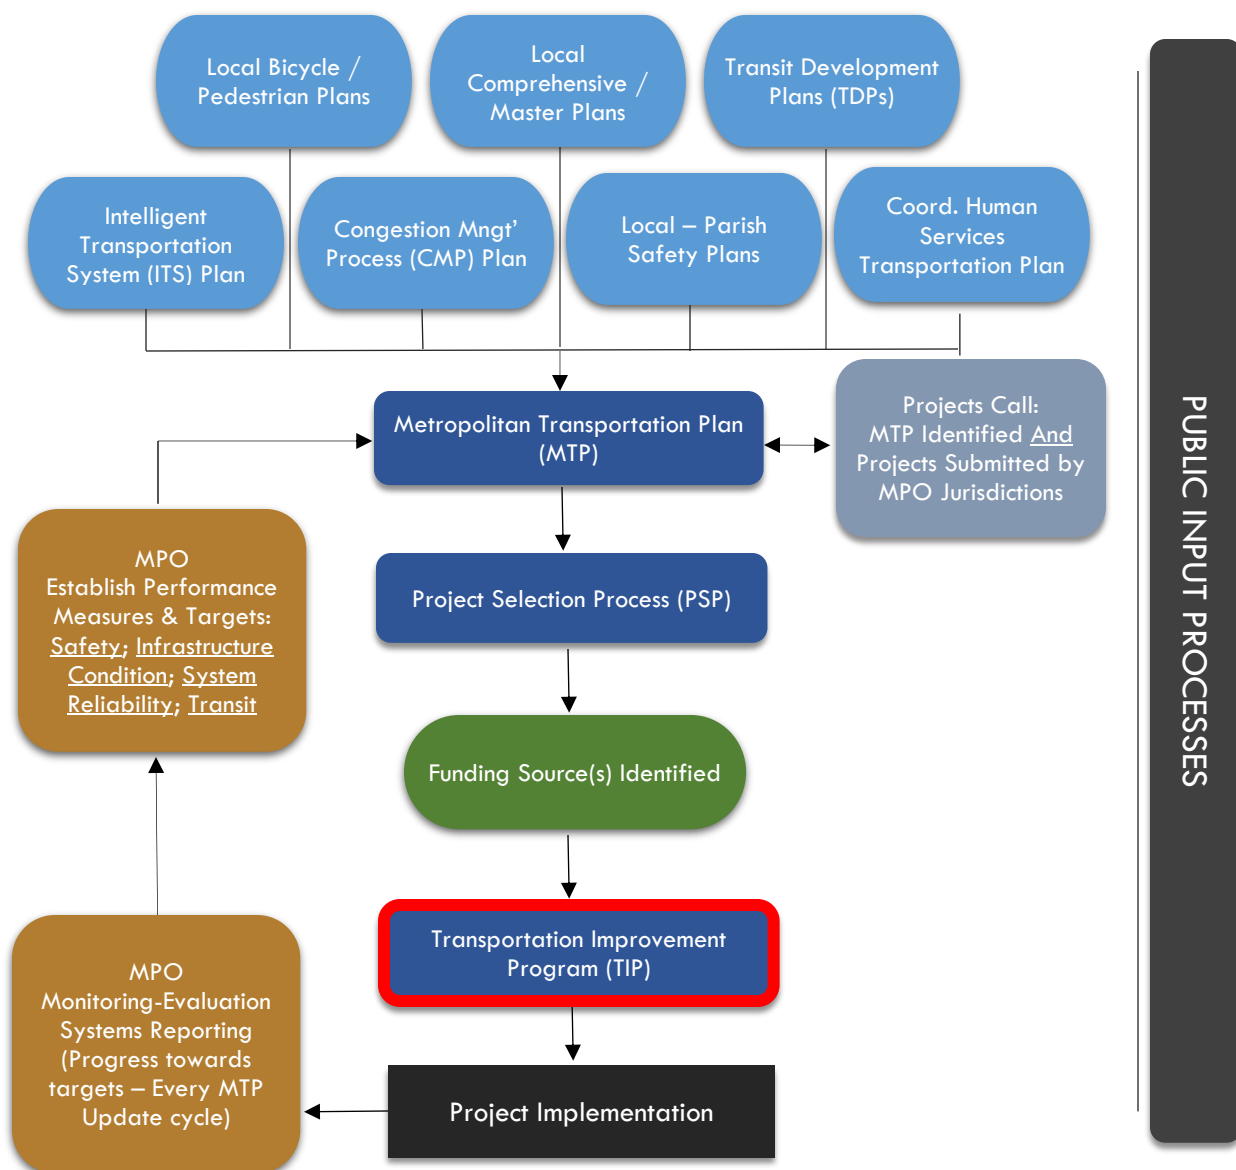 Local Bicycle /
Pedestrian Plans
Local
Comprehensive /
Master Plans
Transit Development
Plans (TDPs)
Intelligent
Transportation
System (ITS) Plan
Congestion Mngt'
Process (CMP) Plan
Local – Parish
Safety Plans
Coord. Human
Services
Transportation Plan
Metropolitan Transportation Plan
(MTP)
Projects Call:
MTP Identified And
Projects Submitted by
MPO Jurisdictions
MPO
Establish Performance
Measures & Targets:
Safety; Infrastructure
Condition; System
Reliability; Transit
Project Selection Process (PSP)
Funding Source(s) Identified
Transportation Improvement
Program (TIP)
MPO
Monitoring-Evaluation
Systems Reporting
(Progress towards
targets – Every MTP
Update cycle)
Project Implementation
PUBLIC INPUT PROCESSES